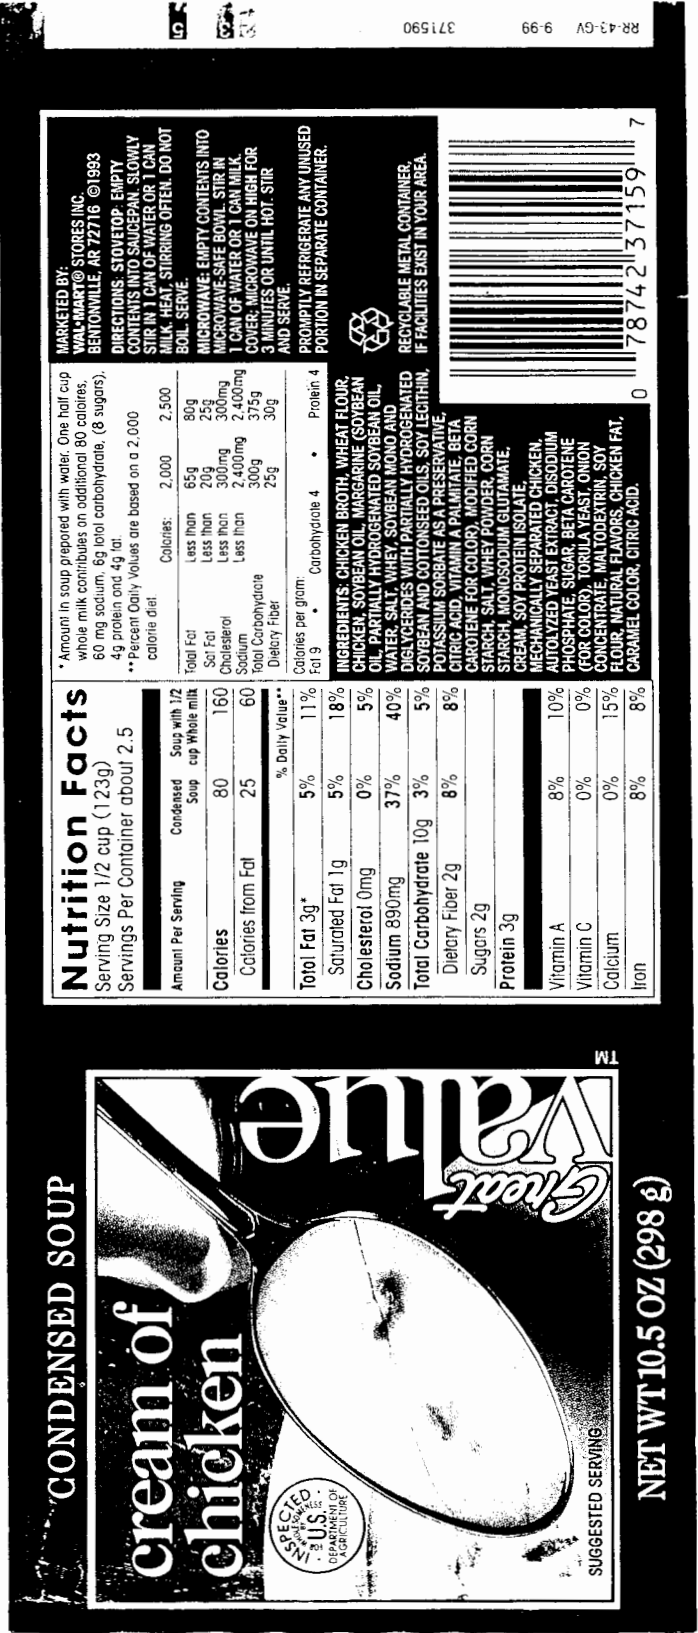 CONDENSED SOUP
cream of
chicken
INSPECTED
FOR WHOLESOMENESS
BY
U.S.
DEPARTMENT OF
AGRICULTURE
Great
value
TM
SUGGESTED SERVING
NET WT 10.5 OZ (298 g)
Nutrition Facts
Serving Size 1/2 cup (123g)
Servings Per Container about 2.5
Amount Per Serving Condensed Soup Soup with 1/2 cup Whole milk
Calories 80 160
Calories from Fat 25 60
% Daily Value**
Total Fat 3g* 5% 11%
Saturated Fat 1g 5% 18%
Cholesterol 0mg 0% 5%
Sodium 890mg 37% 40%
Total Carbohydrate 10g 3% 5%
Dietary Fiber 2g 8% 8%
Sugars 2g
Protein 3g
Vitamin A 8% 10%
Vitamin C 0% 0%
Calcium 0% 15%
Iron 8% 8%
* Amount in soup prepored with water. One half cup
whole milk contributes an additional 80 caloires,
60 mg sodium, 6g total carbohydrate, (8 sugars),
4g protein and 4g fat.
** Percent Daily Values are based on a 2,000
calorie diet.
Calories: 2,000 2,500
Total Fat Less than 65g 80g
Sat Fat Less than 20g 25g
Cholesterol Less than 300mg 300mg
Sodium Less than 2,400mg 2,400mg
Total Carbohydrate 300g 375g
Dietary Fiber 25g 30g
Calories per gram:
Fat 9 • Carbohydrate 4 • Protein 4
INGREDIENTS: CHICKEN BROTH, WHEAT FLOUR,
CHICKEN, SOYBEAN OIL, MARGARINE (SOYBEAN
OIL, PARTIALLY HYDROGENATED SOYBEAN OIL,
WATER, SALT, WHEY, SOYBEAN MONO AND
DIGLYPERDES WITH PARTIALLY HYDROGENATED
SOYBEAN AND COTTONSEED OILS, SOY LECITHIN,
POTASSIUM SORBATE AS A PRESERVATIVE,
CITRIC ACID, VITAMIN A PALMITATE, BETA
CAROTENE FOR COLOR), MODIFED CORN
STARCH, SALT, WHEY POWDER, CORN
STARCH, MONOSODIUM GLUTAMATE,
CREAM, SOY PROTEIN ISOLATE,
MECHANICALLY SEPARATED CHICKEN,
AUTOLYZED YEAST EXTRACT, DISODIUM
PHOSPHATE, SUGAR, BETA CAROTENE
(FOR COLOR), TORULA YEAST, ONION
CONCENTRATE, MALTODEXTRIN, SOY
FLOUR, NATURAL FLAVORS, CHICKEN FAT,
CARAMEL COLOR, CITRIC ACID.
MARKETED BY:
WAL-MART® STORES INC.
BENTONVILLE, AR 72716 ©1993
DIRECTIONS: STOVETOP: EMPTY
CONTENTS INTO SAUCEPAN. SLOWLY
STIR IN 1 CAN OF WATER OR 1 CAN
MILK. HEAT, STIRRING OFTEN. DO NOT
BOIL. SERVE.
MICROWAVE: EMPTY CONTENTS INTO
MICROWAVE-SAFE BOWL. STIR IN
1 CAN OF WATER OR 1 CAN MILK.
COVER; MICROWAVE ON HIGH FOR
3 MINUTES OR UNTIL HOT. STIR
AND SERVE.
PROMPTLY REFRIGERATE ANY UNUSED
PORTION IN SEPARATE CONTAINER.
RECYCLABLE METAL CONTAINER,
IF FACILITIES EXIST IN YOUR AREA.
0 78742 37159 7
RR-43-GV 9-99 371590
3
5